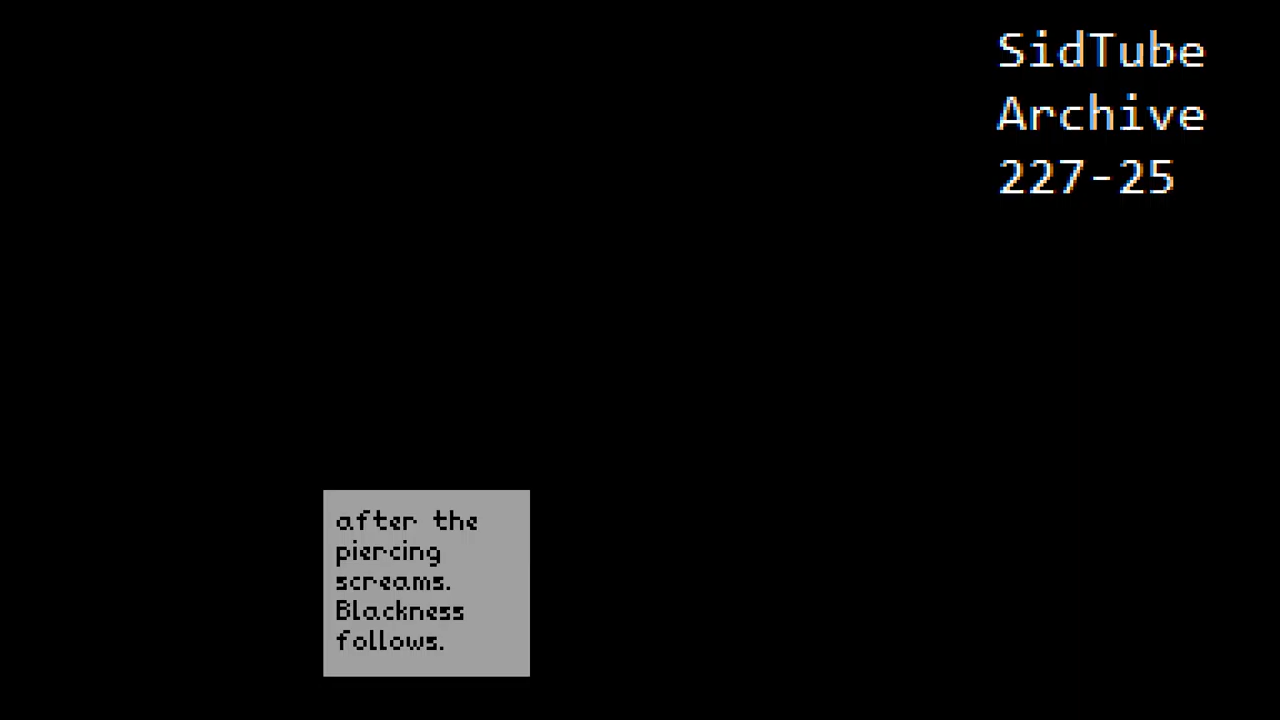 SidTube
Archive
227-25
after the
piercing
screams.
Blackness
follows.